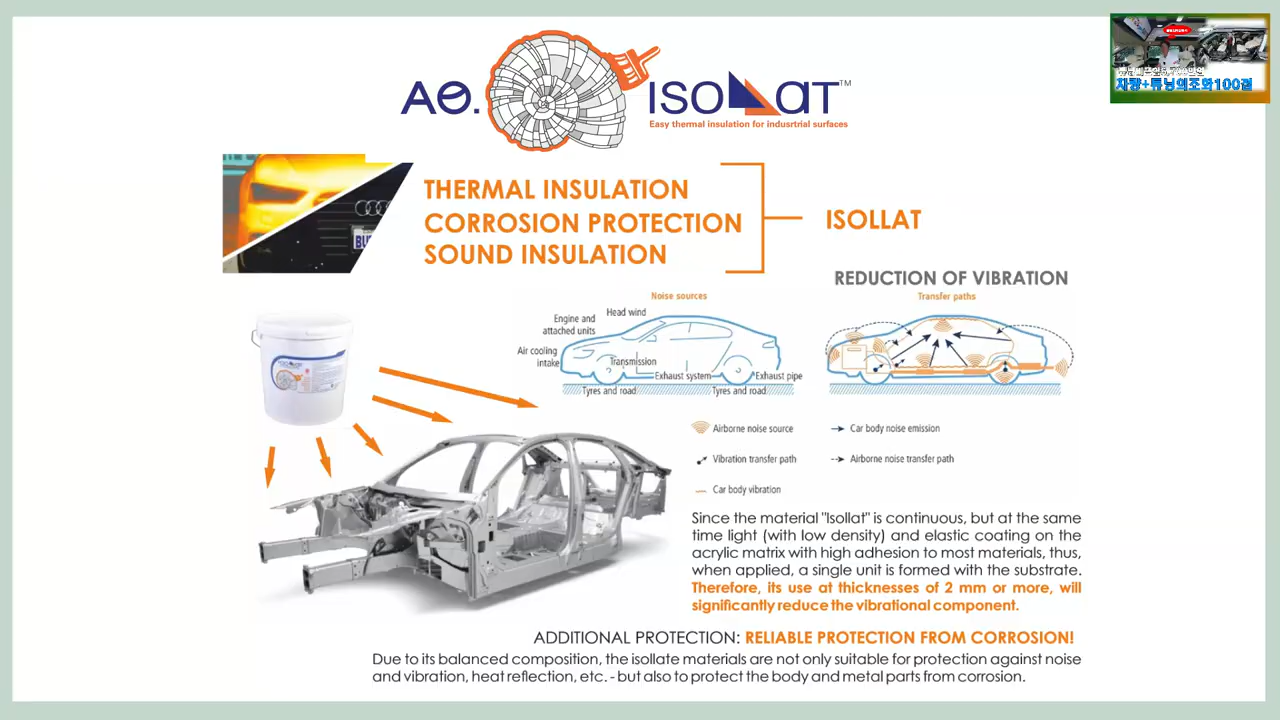 차량+튜닝의조화100결
AΘ.
ISOLLAT™
Easy thermal insulation for indusrtrial surfaces
THERMAL INSULATION
CORROSION PROTECTION
SOUND INSULATION
ISOLLAT
REDUCTION OF VIBRATION
Noise sources
Transfer paths
Head wind
Engine and
attached units
Air cooling
intake
Transmission
Exhaust system
Exhaust pipe
Tyres and road
Tyres and road
Airborne noise source
Car body noise emission
Vibration transfer path
Airborne noise transfer path
Car body vibration
Since the material "Isollat" is continuous, but at the same
time light (with low density) and elastic coating on the
acrylic matrix with high adhesion to most materials, thus,
when applied, a single unit is formed with the substrate.
Therefore, its use at thicknesses of 2 mm or more, will
significantly reduce the vibrational component.
ADDITIONAL PROTECTION: RELIABLE PROTECTION FROM CORROSION!
Due to its balanced composition, the isollate materials are not only suitable for protection against noise
and vibration, heat reflection, etc. - but also to protect the body and metal parts from corrosion.